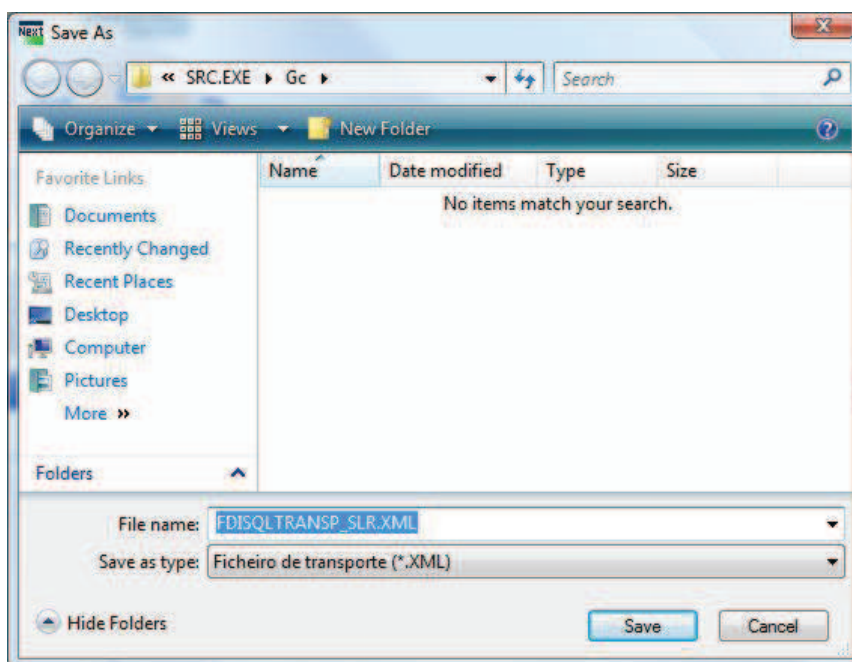 Next Save As
« SRC.EXE Gc Search
Organize Views New Folder ?
Favorite Links
Name Date modified Type Size
No items match your search.
Documents
Recently Changed
Recent Places
Desktop
Computer
Pictures
More »
Folders
File name: FDISQLTRANSP_SLR.XML
Save as type: Ficheiro de transporte (*.XML)
Hide Folders Save Cancel